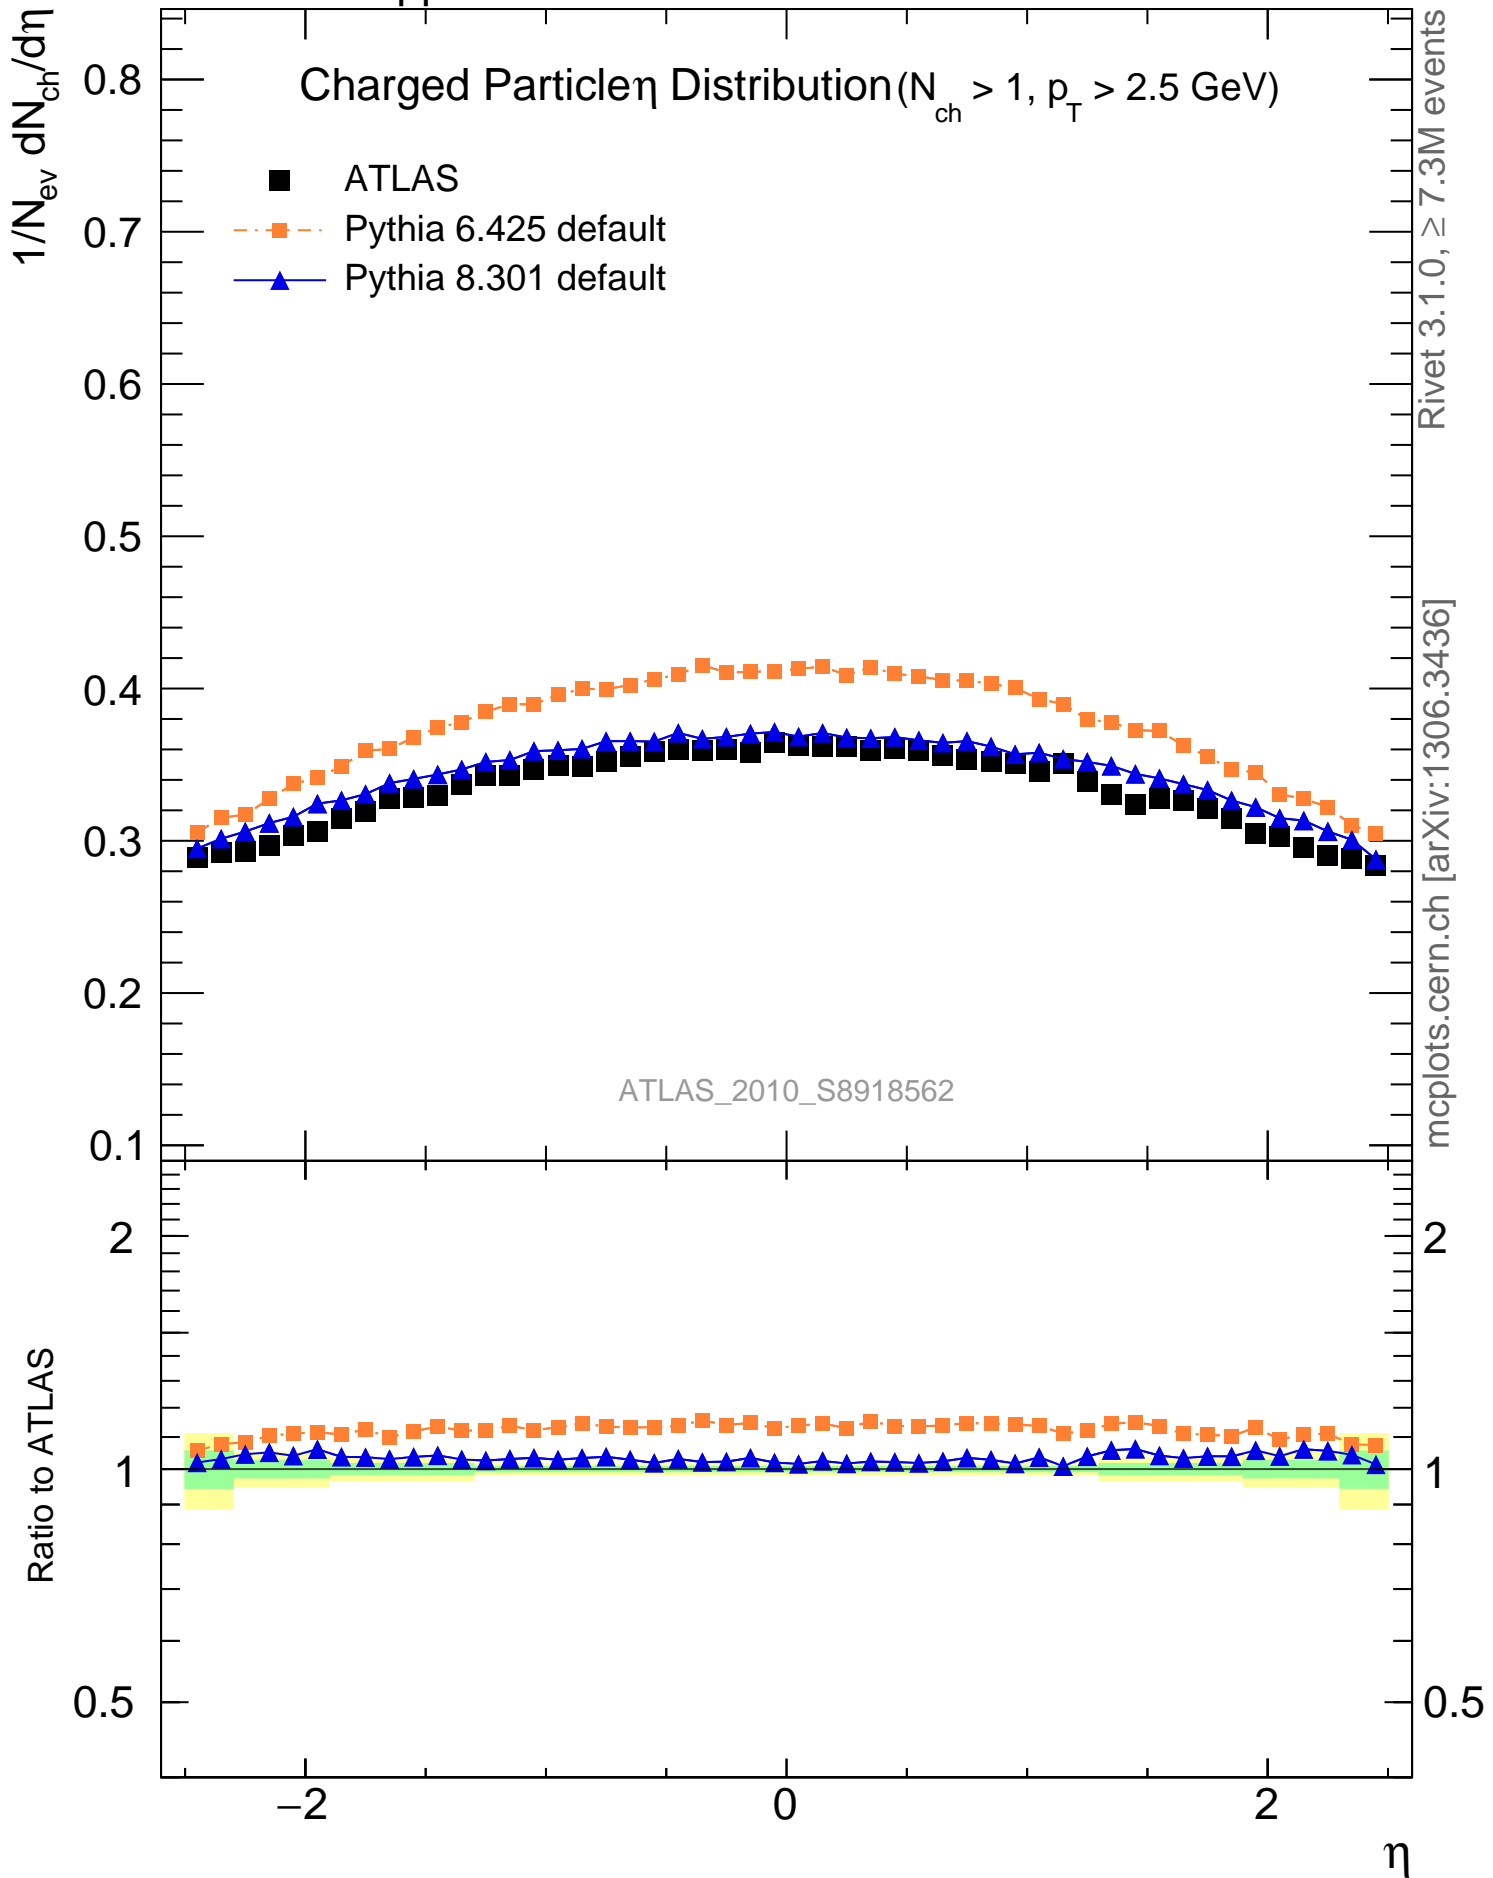 1/N_ev dN_ch/dη
Charged Particleη Distribution(N_ch > 1, p_T > 2.5 GeV)
ATLAS
Pythia 6.425 default
Pythia 8.301 default
0.8
0.7
0.6
0.5
0.4
0.3
0.2
0.1
ATLAS_2010_S8918562
Rivet 3.1.0, ≥ 7.3M events
mcplots.cern.ch [arXiv:1306.3436]
Ratio to ATLAS
2
1
0.5
2
1
0.5
−2
0
2
η